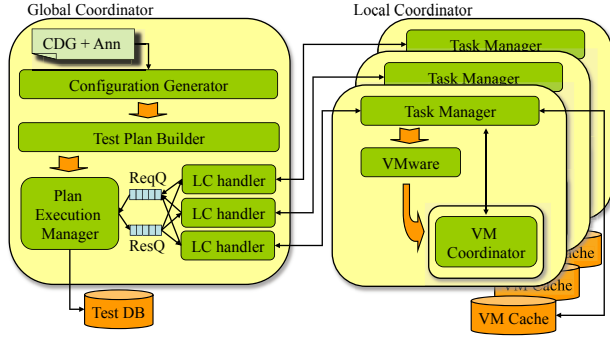 Global Coordinator
CDG + Ann
Configuration Generator
Test Plan Builder
Plan
Execution
Manager
ReqQ
ResQ
LC handler
LC handler
LC handler
Test DB
Local Coordinator
Task Manager
Task Manager
Task Manager
VMware
VM
Coordinator
Cache
VM Cache